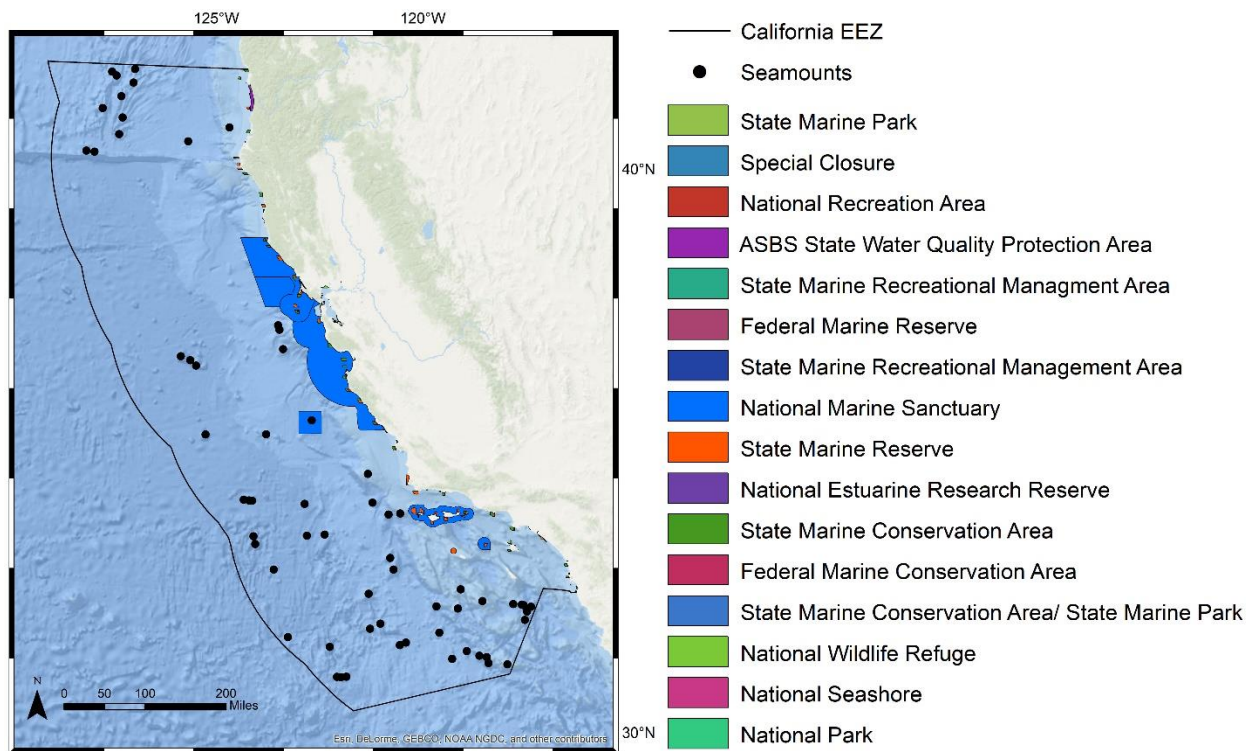 125°W 120°W
40°N
30°N
N
0 50 100 200
Miles
Esri, DeLorme, GEBCO, NOAA NGDC, and other contributors
California EEZ
Seamounts
State Marine Park
Special Closure
National Recreation Area
ASBS State Water Quality Protection Area
State Marine Recreational Managment Area
Federal Marine Reserve
State Marine Recreational Management Area
National Marine Sanctuary
State Marine Reserve
National Estuarine Research Reserve
State Marine Conservation Area
Federal Marine Conservation Area
State Marine Conservation Area/ State Marine Park
National Wildlife Refuge
National Seashore
National Park